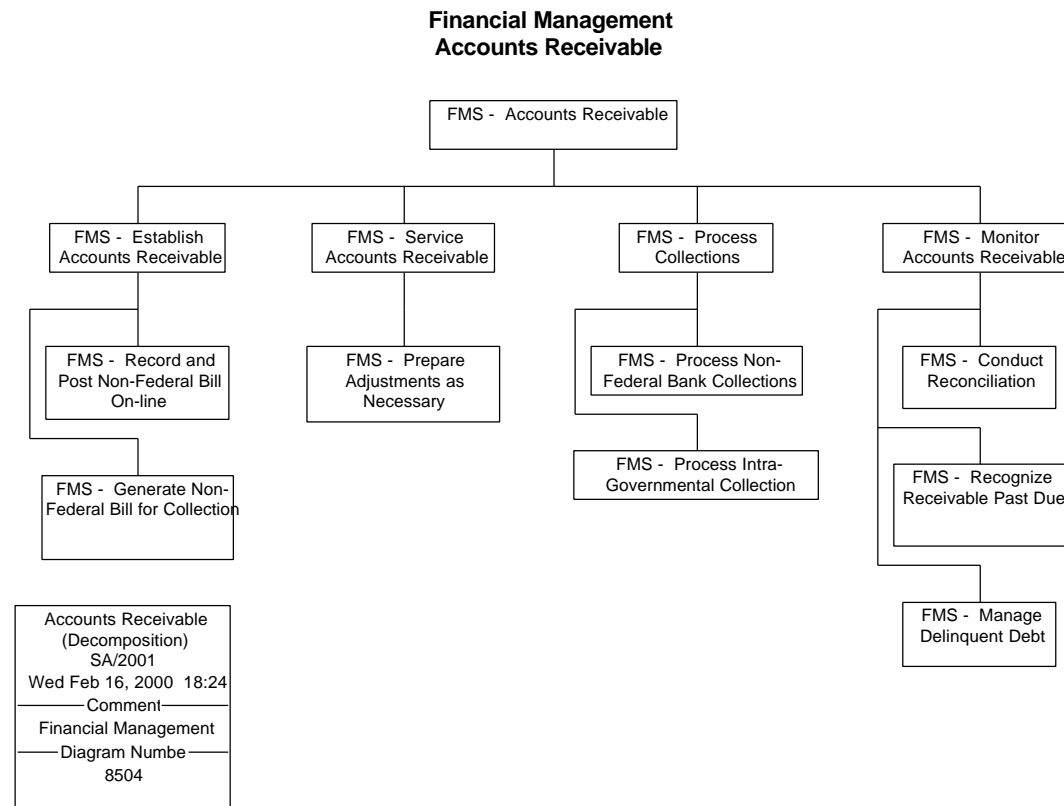 Financial Management
Accounts Receivable
FMS - Accounts Receivable
FMS - Establish
Accounts Receivable
FMS - Service
Accounts Receivable
FMS - Process
Collections
FMS - Monitor
Accounts Receivable
FMS - Record and
Post Non-Federal Bill
On-line
FMS - Prepare
Adjustments as
Necessary
FMS - Process Non-
Federal Bank Collections
FMS - Conduct
Reconciliation
FMS - Generate Non-
Federal Bill for Collection
FMS - Process Intra-
Governmental Collection
FMS - Recognize
Receivable Past Due
FMS - Manage
Delinquent Debt
Accounts Receivable
(Decomposition)
SA/2001
Wed Feb 16, 2000 18:24
Comment
Financial Management
Diagram Numbe
8504